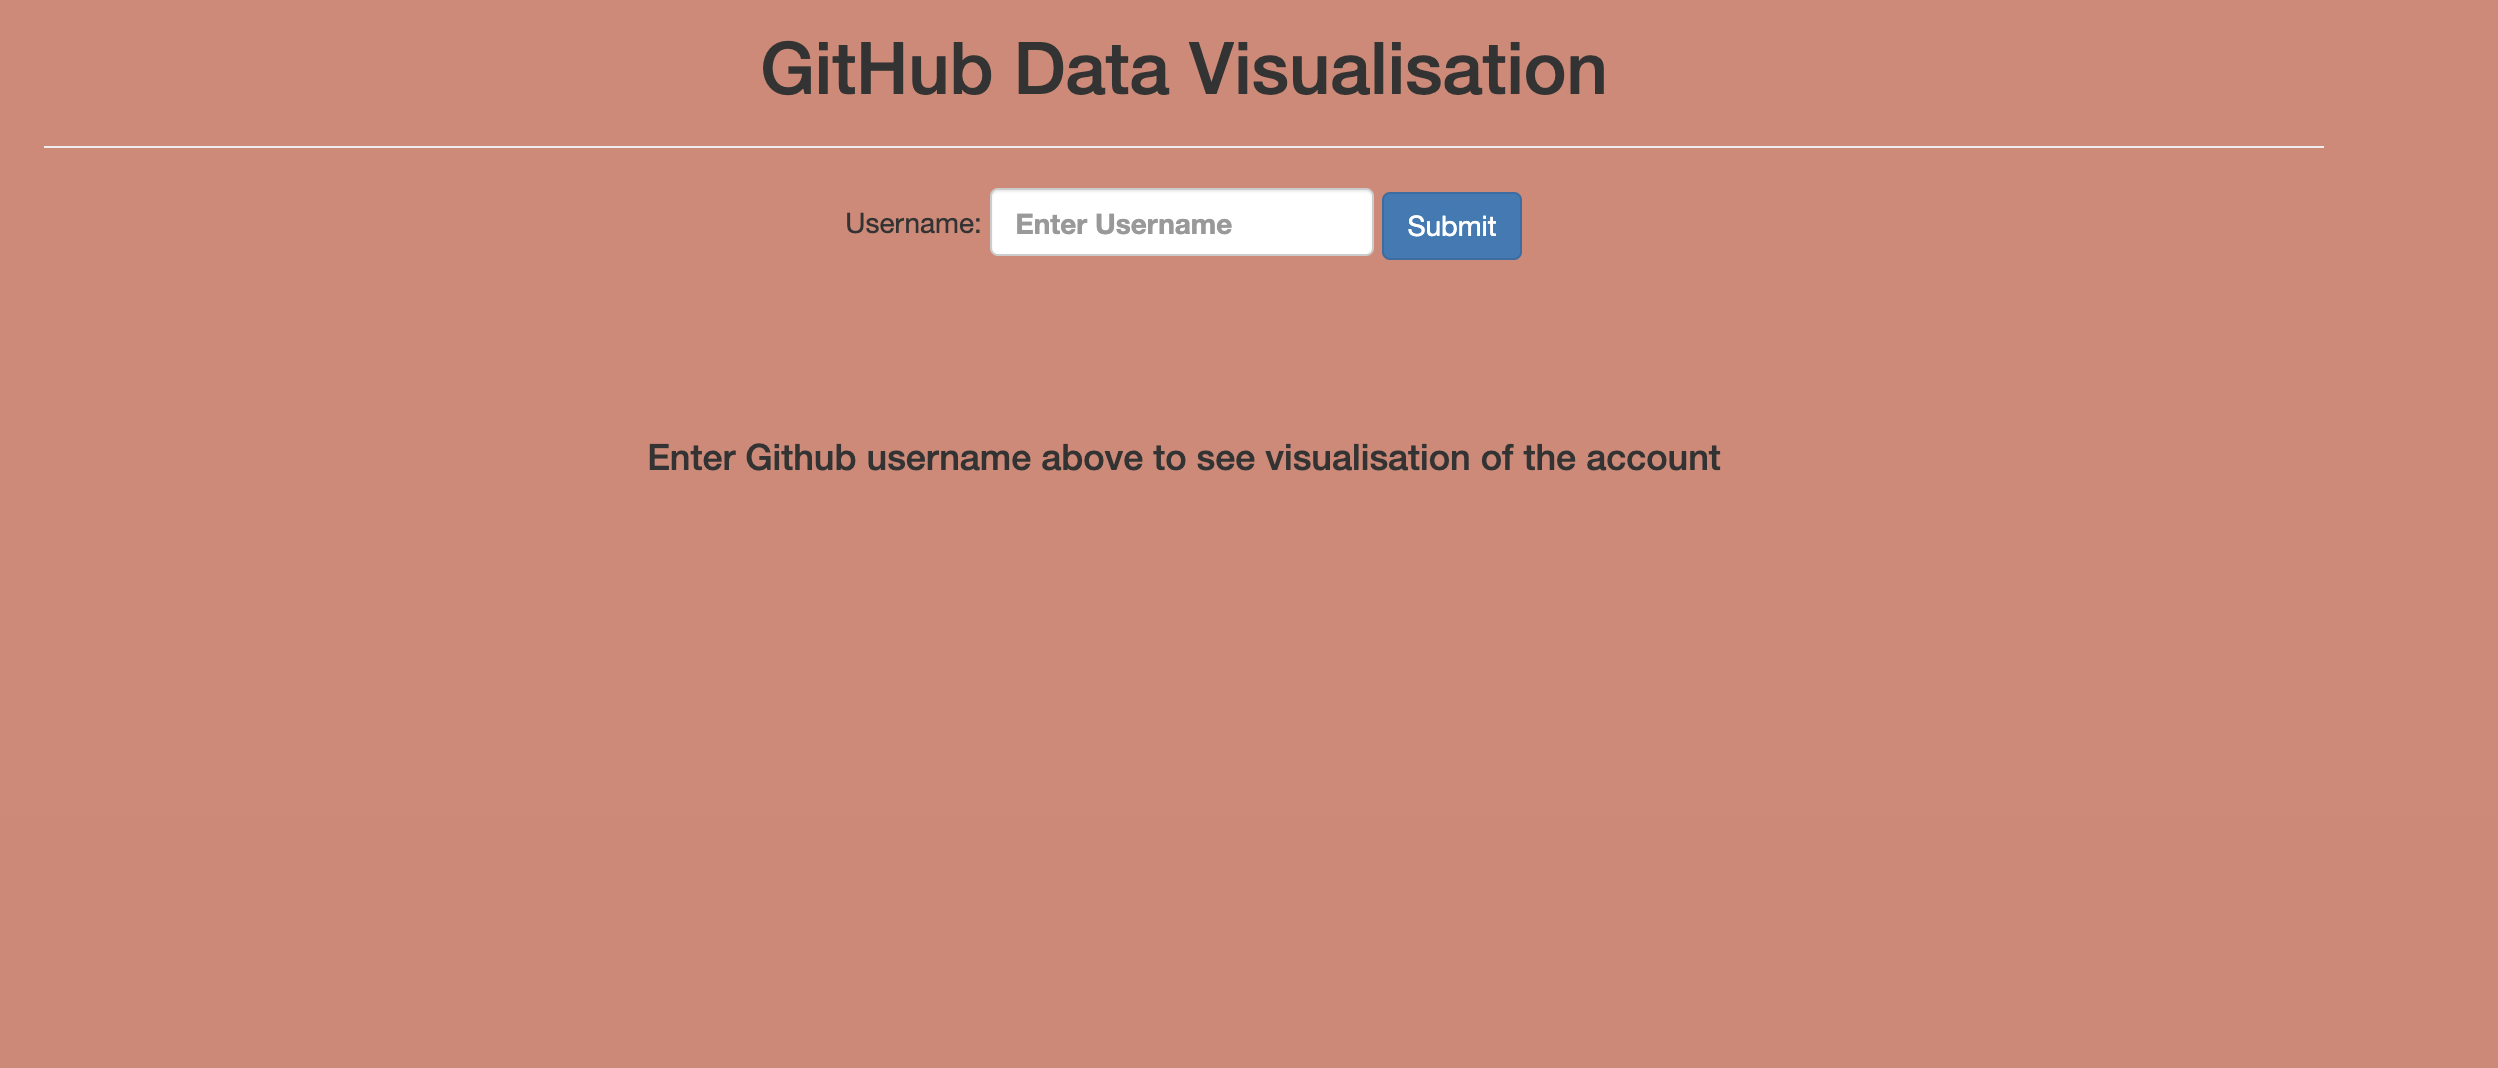 GitHub Data Visualisation
Username: Enter Username Submit
Enter Github username above to see visualisation of the account